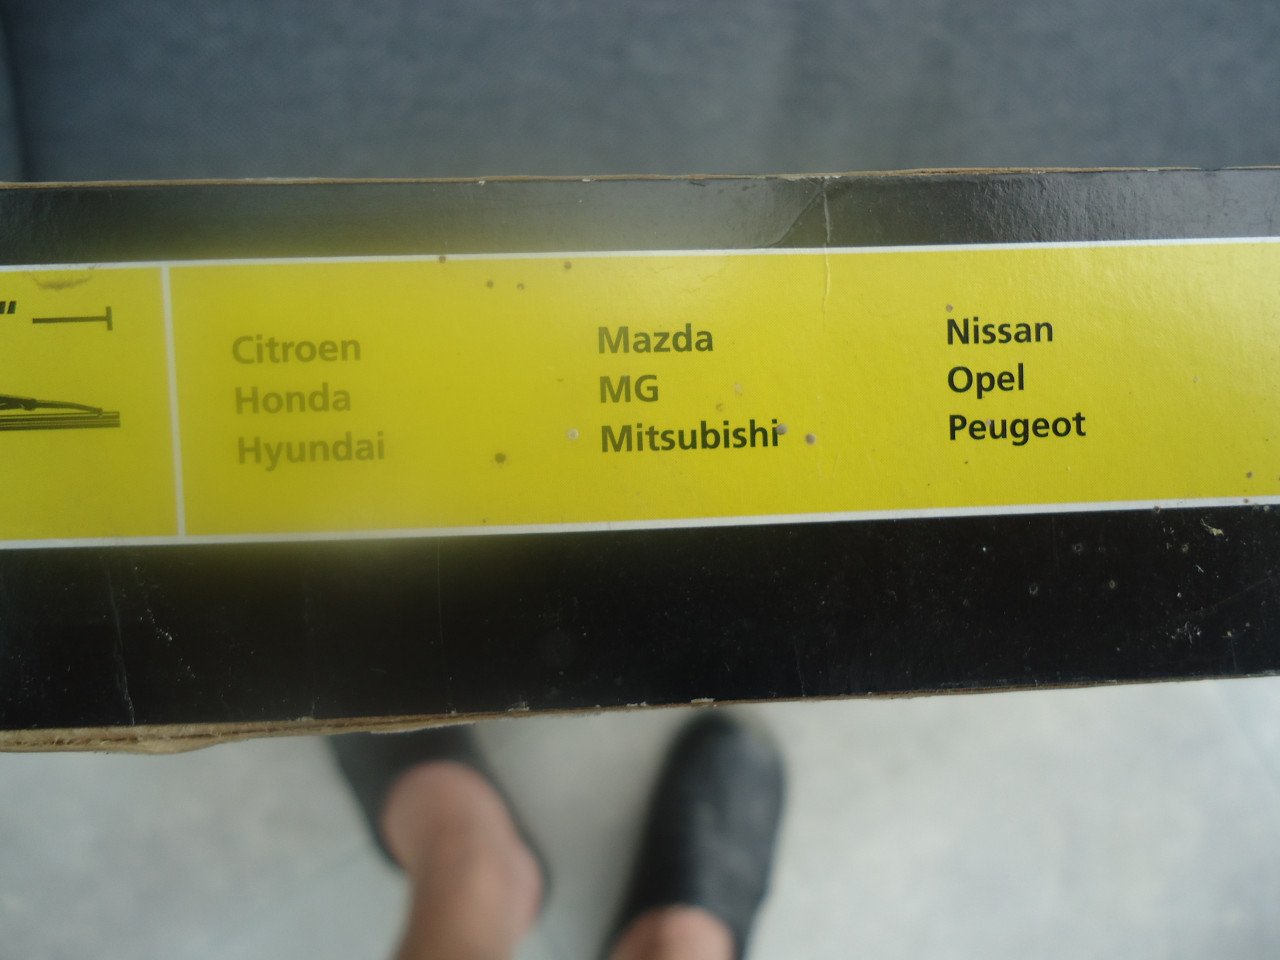 "
Citroen
Honda
Hyundai
Mazda
MG
Mitsubishi
Nissan
Opel
Peugeot